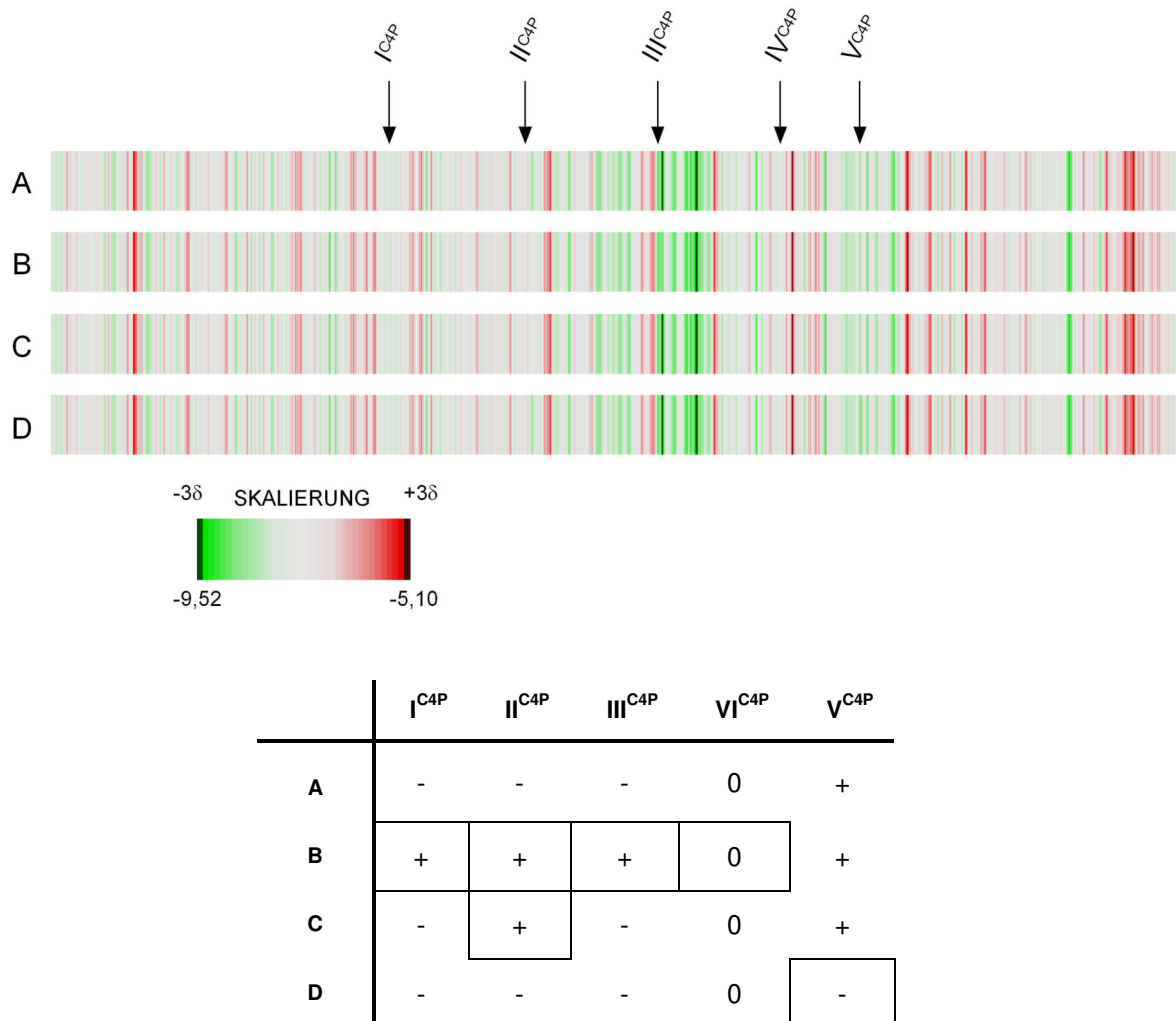 I^C4P II^C4P III^C4P IV^C4P V^C4P
A
B
C
D
-3δ SKALIERUNG +3δ
-9,52 -5,10
I^C4P II^C4P III^C4P VI^C4P V^C4P
A - - - 0 +
B + + + 0 +
C - + - 0 +
D - - - 0 -